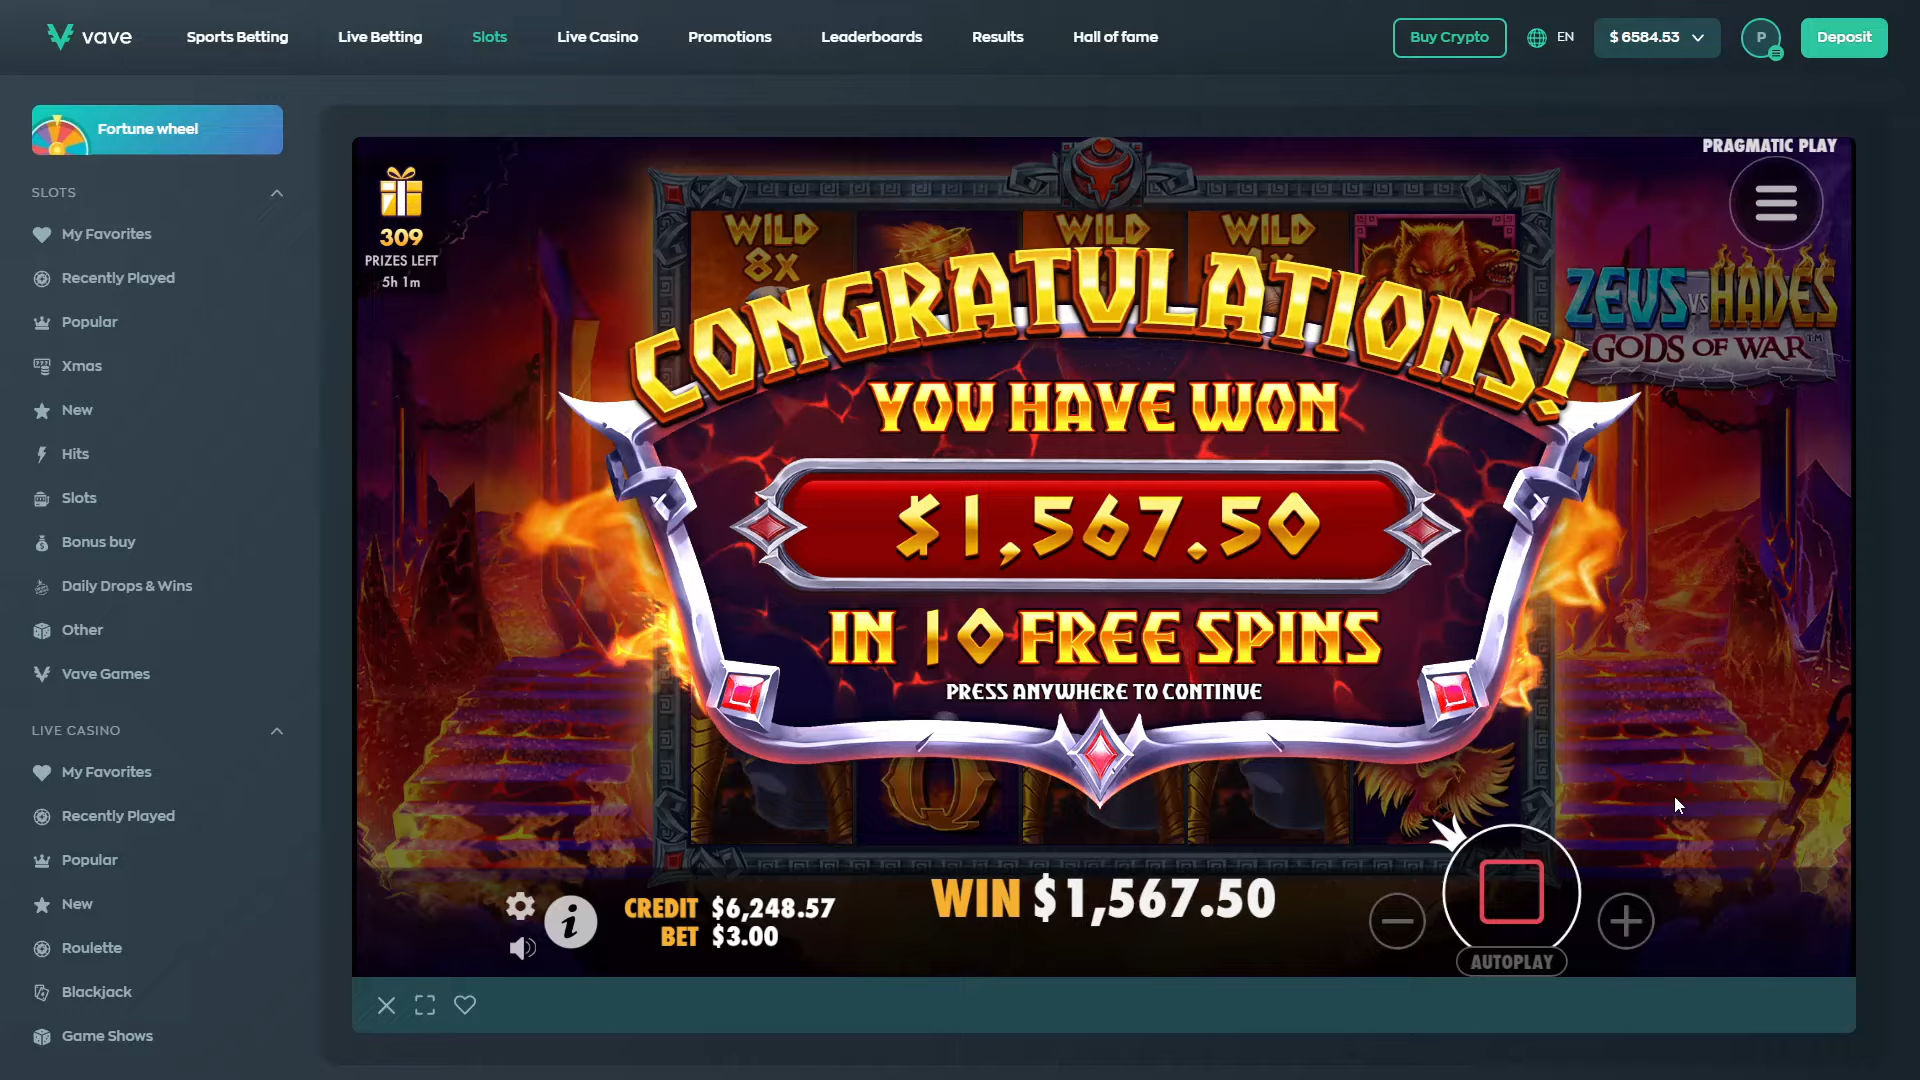 vave
Sports Betting
Live Betting
Slots
Live Casino
Promotions
Leaderboards
Results
Hall of fame
Buy Crypto
EN
$ 6584.53
P
Deposit
Fortune wheel
SLOTS
My Favorites
Recently Played
Popular
Xmas
New
Hits
Slots
Bonus buy
Daily Drops & Wins
Other
Vave Games
LIVE CASINO
My Favorites
Recently Played
Popular
New
Roulette
Blackjack
Game Shows
309
PRIZES LEFT
5h 1m
PRAGMATIC PLAY
ZEUS VS HADES
GODS OF WAR™
WILD
8X
WILD
WILD
CONGRATULATIONS!
YOU HAVE WON
$1,567.50
IN 10 FREE SPINS
PRESS ANYWHERE TO CONTINUE
Q
CREDIT $6,248.57
BET $3.00
WIN $1,567.50
AUTOPLAY